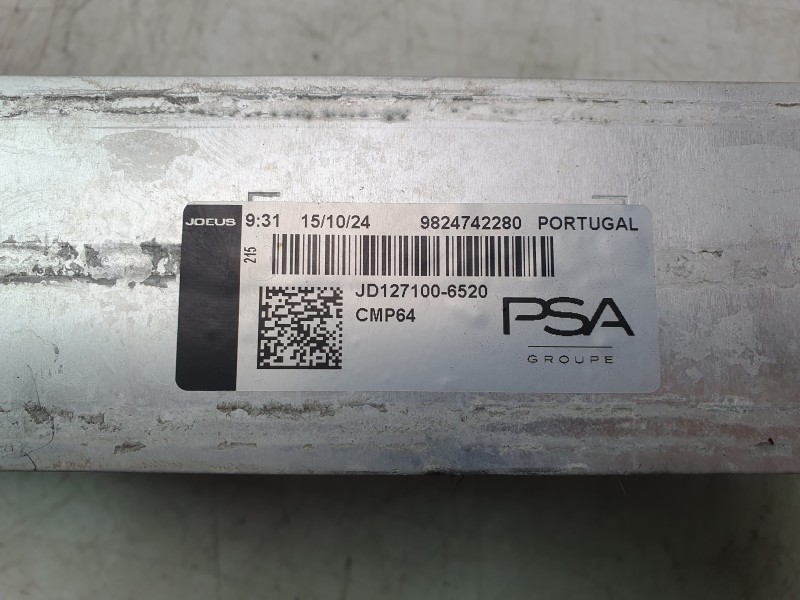 JOEUS 9:31 15/10/24 9824742280 PORTUGAL
215
JD127100-6520
CMP64
PSA
GROUPE